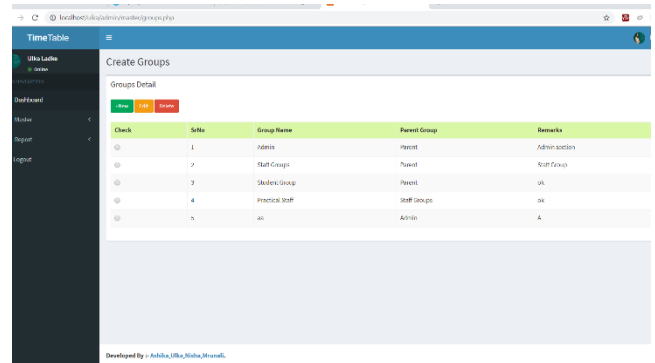 localhost/ulka/admin/master/groups.php
TimeTable
Ulka Ladke
Online
Create Groups
Groups Detail
Dashboard
Master
Report
Logout
+New Edit Delete
Check SrNo Group Name Parent Group Remarks
1 Admin Parent Admin section
2 Staff Groups Parent Staff Group
3 Student Group Parent ok
4 Practical Staff Staff Groups ok
5 as Admin A
Developed By :- Ashika,Ulka,Nisha,Mrunali.